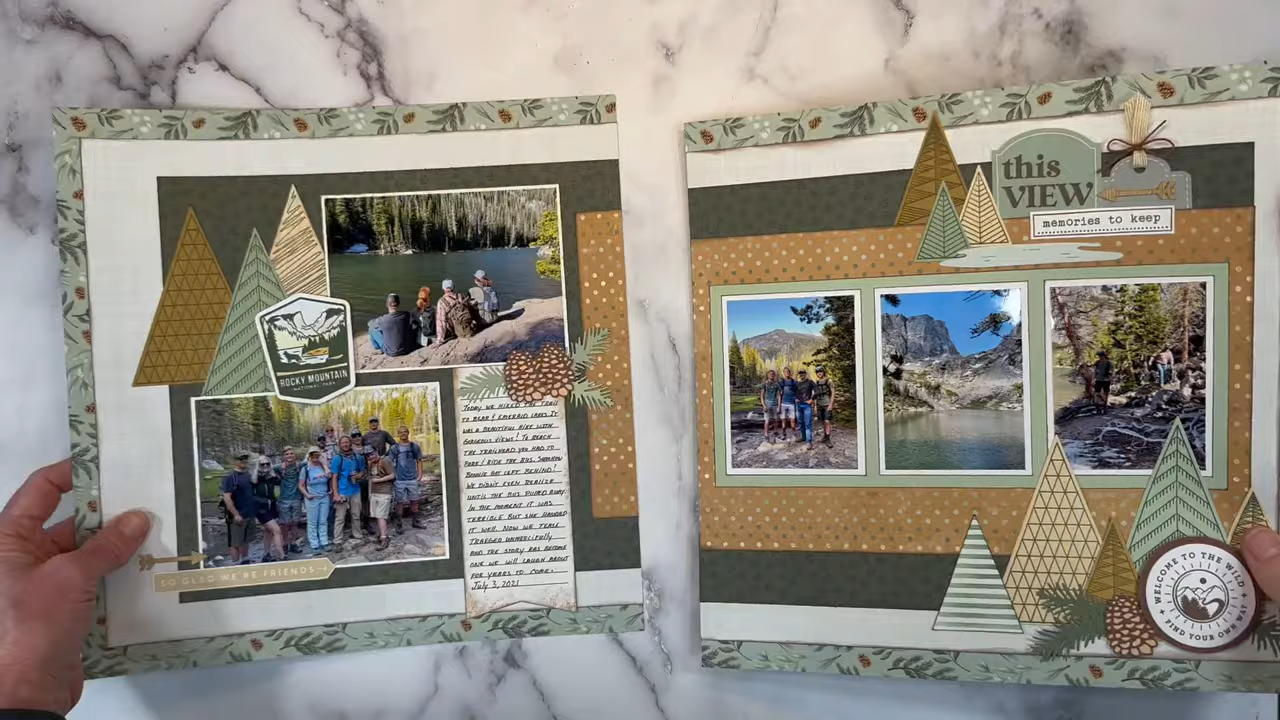 ROCKY MOUNTAIN
NATIONAL PARK
TODAY WE HIKED THE TRAIL
TO BEAR & EMERALD LAKES. IT
WAS A BEAUTIFUL HIKE WITH
GORGEOUS VIEWS! TO REACH
THE TRAILHEAD YOU HAD TO
PARK & RIDE THE BUS. SOMEHOW
BONNIE GOT LEFT BEHIND!
WE DIDN'T EVEN REALIZE
UNTIL THE BUS PULLED AWAY.
IN THE MOMENT IT WAS
TERRIBLE BUT SHE HANDLED
IT WELL. NOW WE TEASE
UNMERCIFULLY
AND THE STORY HAS BECOME
ONE WE WILL LAUGH ABOUT
FOR YEARS TO COME.
July 3, 2021
SO GLAD WE'RE FRIENDS
this
VIEW
memories to keep
WELCOME TO THE WILD
FIND YOUR OWN WAY